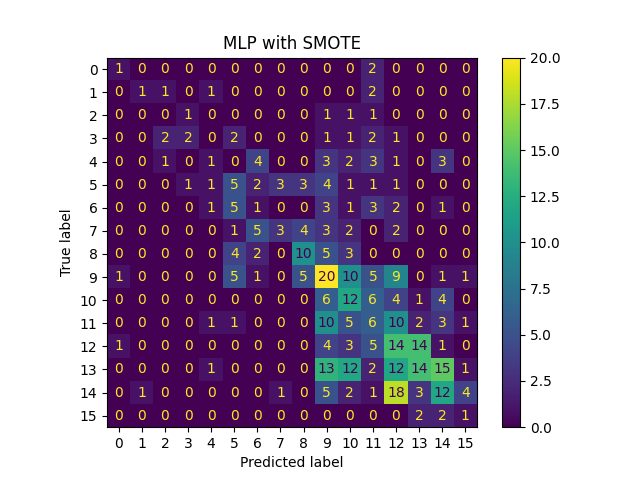 MLP with SMOTE
0 1 0 0 0 0 0 0 0 0 0 0 2 0 0 0 0
1 0 1 1 0 1 0 0 0 0 0 0 2 0 0 0 0
2 0 0 0 1 0 0 0 0 0 1 1 1 0 0 0 0
3 0 0 2 2 0 2 0 0 0 1 1 2 1 0 0 0
4 0 0 1 0 1 0 4 0 0 3 2 3 1 0 3 0
5 0 0 0 1 1 5 2 3 3 4 1 1 1 0 0 0
6 0 0 0 0 1 5 1 0 0 3 1 3 2 0 1 0
7 0 0 0 0 0 1 5 3 4 3 2 0 2 0 0 0
8 0 0 0 0 0 4 2 0 10 5 3 0 0 0 0 0
9 1 0 0 0 0 5 1 0 5 20 10 5 9 0 1 1
10 0 0 0 0 0 0 0 0 0 6 12 6 4 1 4 0
11 0 0 0 0 1 1 0 0 0 10 5 6 10 2 3 1
12 1 0 0 0 0 0 0 0 0 4 3 5 14 14 1 0
13 0 0 0 0 1 0 0 0 0 13 12 2 12 14 15 1
14 0 1 0 0 0 0 0 1 0 5 2 1 18 3 12 4
15 0 0 0 0 0 0 0 0 0 0 0 0 0 2 2 1
0 1 2 3 4 5 6 7 8 9 10 11 12 13 14 15
Predicted label
True label
20.0
17.5
15.0
12.5
10.0
7.5
5.0
2.5
0.0